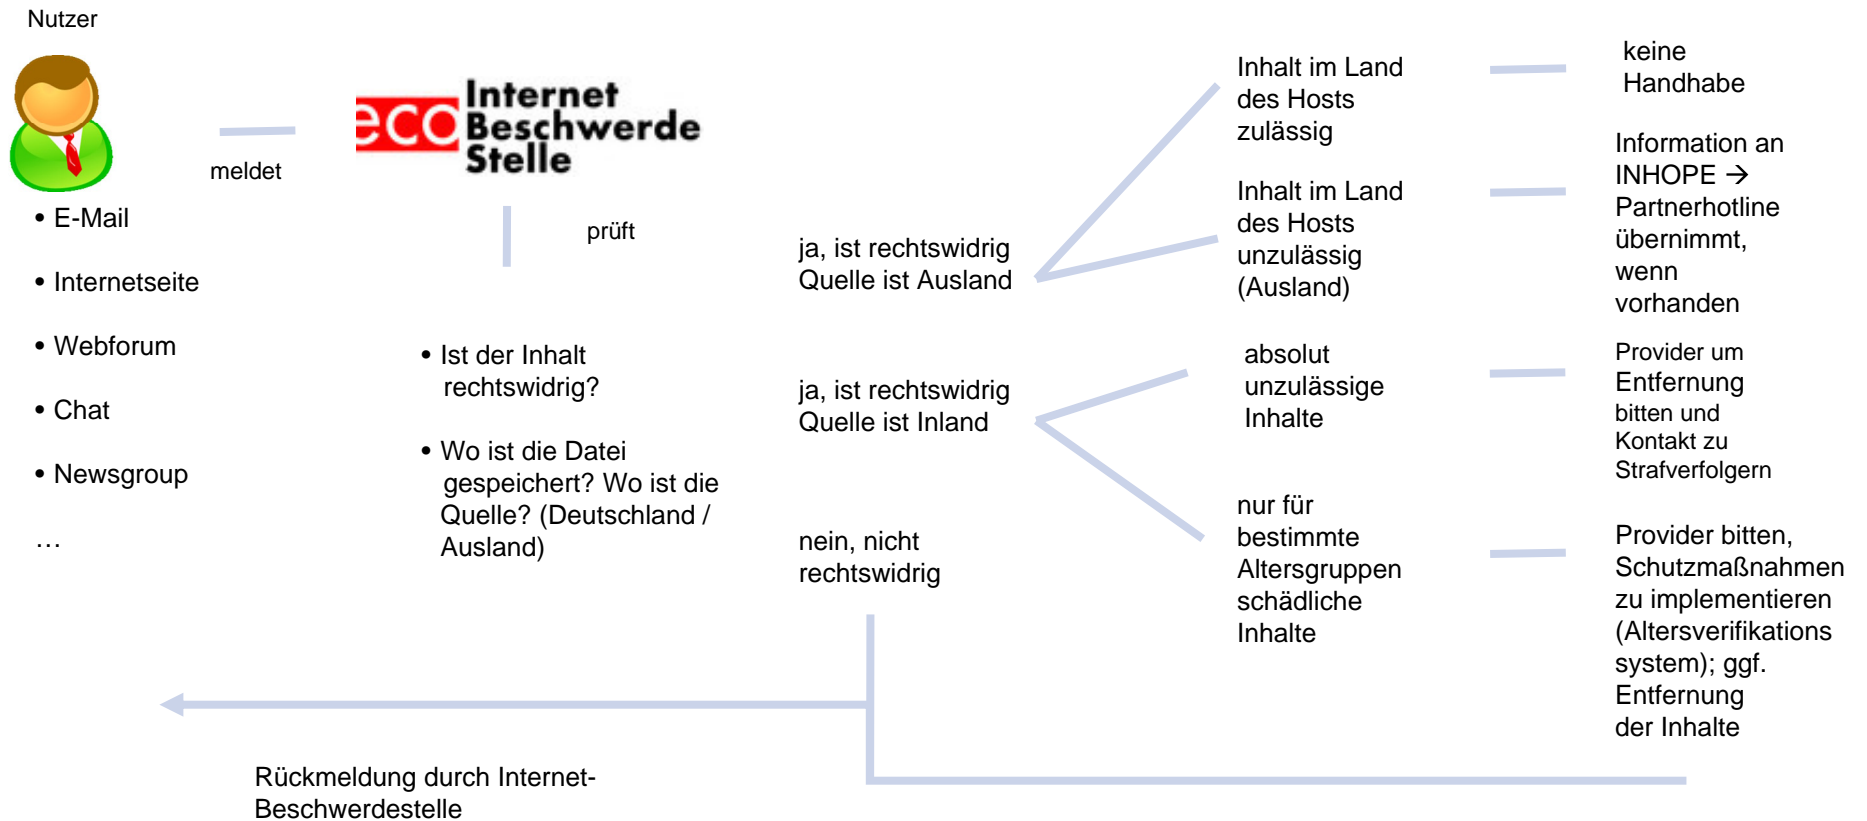 Nutzer
eco Internet
Beschwerde
Stelle
meldet
• E-Mail
• Internetseite
• Webforum
• Chat
• Newsgroup
…
prüft
• Ist der Inhalt
rechtswidrig?
• Wo ist die Datei
gespeichert? Wo ist die
Quelle? (Deutschland /
Ausland)
ja, ist rechtswidrig
Quelle ist Ausland
ja, ist rechtswidrig
Quelle ist Inland
nein, nicht
rechtswidrig
Inhalt im Land
des Hosts
zulässig
Inhalt im Land
des Hosts
unzulässig
(Ausland)
absolut
unzulässige
Inhalte
nur für
bestimmte
Altersgruppen
schädliche
Inhalte
keine
Handhabe
Information an
INHOPE →
Partnerhotline
übernimmt,
wenn
vorhanden
Provider um
Entfernung
bitten und
Kontakt zu
Strafverfolgern
Provider bitten,
Schutzmaßnahmen
zu implementieren
(Altersverifikations
system); ggf.
Entfernung
der Inhalte
Rückmeldung durch Internet-
Beschwerdestelle